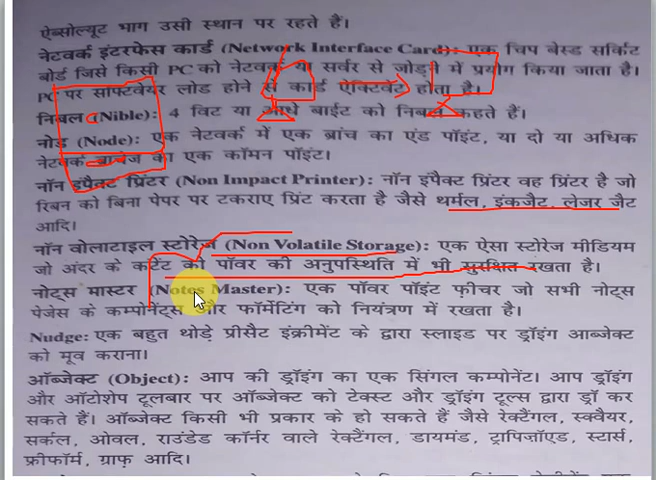 ऐब्सोल्यूट भाग उसी स्थान पर रहते हैं।
नेटवर्क इंटरफेस कार्ड (Network Interface Card): एक चिप बेस्ड सर्किट
बोर्ड जिसे किसी PC को नेटवर्क या सर्वर से जोड़ने में प्रयोग किया जाता है।
PC पर साफ्टवेयर लोड होने से कार्ड ऐक्टिवेट होता है।
निबल (Nible): 4 विट या आधे बाईट को निबल कहते हैं।
नोड (Node): एक नेटवर्क में एक ब्रांच का एंड पॉइंट, या दो या अधिक
नेटवर्क ब्रांचेज का एक कॉमन पॉइंट।
नॉन इंपैक्ट प्रिंटर (Non Impact Printer): नॉन इंपैक्ट प्रिंटर वह प्रिंटर है जो
रिबन को बिना पेपर पर टकराए प्रिंट करता है जैसे थर्मल, इंकजैट, लेजर जैट
आदि।
नॉन वोलाटाइल स्टोरेज (Non Volatile Storage): एक ऐसा स्टोरेज मीडियम
जो अंदर के कंटेंट को पॉवर की अनुपस्थिति में भी सुरक्षित रखता है।
नोट्स मास्टर (Notes Master): एक पॉवर पॉइंट फ़ीचर जो सभी नोट्स
पेजेस के कम्पोनेंट्स और फॉर्मेटिंग को नियंत्रण में रखता है।
Nudge: एक बहुत थोड़े प्रीसैट इंक्रीमेंट के द्वारा स्लाइड पर ड्रॉइंग आब्जेक्ट
को मूव कराना।
ऑब्जेक्ट (Object): आप की ड्रॉइंग का एक सिंगल कम्पोनेंट। आप ड्रॉइंग
और ऑटोशेप टूलबार पर ऑब्जेक्ट को टेक्स्ट और ड्रॉइंग टूल्स द्वारा ड्रॉ कर
सकते हैं। ऑब्जेक्ट किसी भी प्रकार के हो सकते हैं जैसे रेक्टैंगल, स्क्वैयर,
सर्कल, ओवल, राउंडेड कॉर्नर वाले रेक्टैंगल, डायमंड, ट्रापिजॉएड, स्टार्स,
फ्रीफॉर्म, ग्राफ़ आदि।